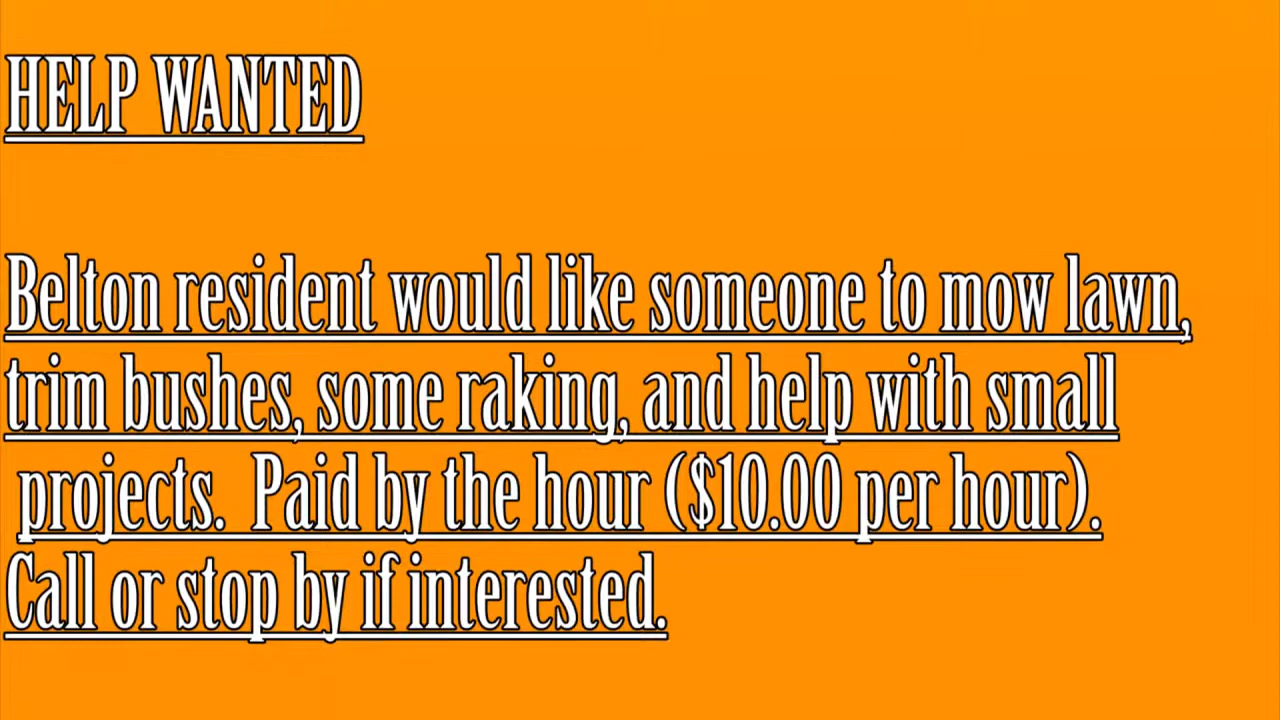 HELP WANTED
Belton resident would like someone to mow lawn,
trim bushes, some raking, and help with small
projects.  Paid by the hour ($10.00 per hour).
Call or stop by if interested.